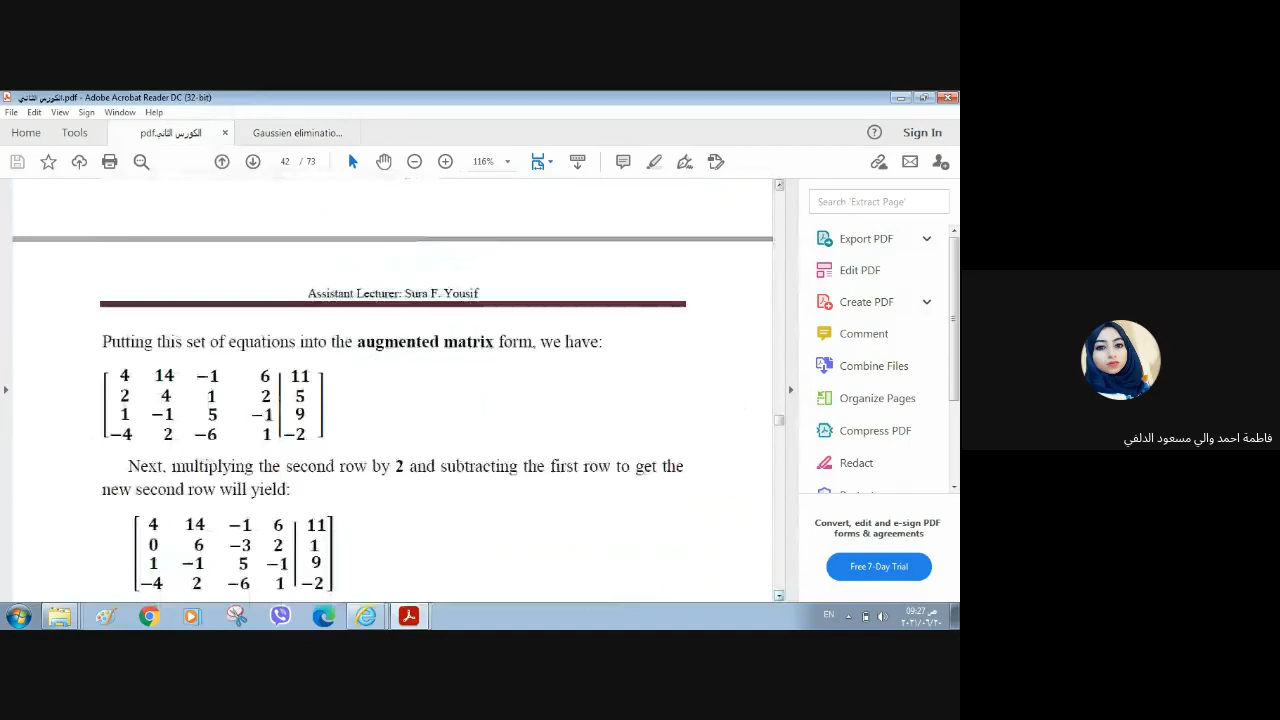 الكورس الثاني.pdf - Adobe Acrobat Reader DC (32-bit)
File Edit View Sign Window Help
Home Tools الكورس الثاني.pdf × Gaussien eliminatio... Sign In
42 / 73 116%
Search 'Extract Page'
Export PDF
Edit PDF
Create PDF
Comment
Combine Files
Organize Pages
Compress PDF
Redact
Convert, edit and e-sign PDF
forms & agreements
Free 7-Day Trial
Assistant Lecturer: Sura F. Yousif
Putting this set of equations into the augmented matrix form, we have:
4 14 −1 6 | 11
2 4 1 2 | 5
1 −1 5 −1 | 9
−4 2 −6 1 | −2
Next, multiplying the second row by 2 and subtracting the first row to get the
new second row will yield:
4 14 −1 6 | 11
0 6 −3 2 | 1
1 −1 5 −1 | 9
−4 2 −6 1 | −2
EN
09:27 ص
٢٠٢١/٠٦/٢٠
فاطمة احمد والي مسعود الدلفي